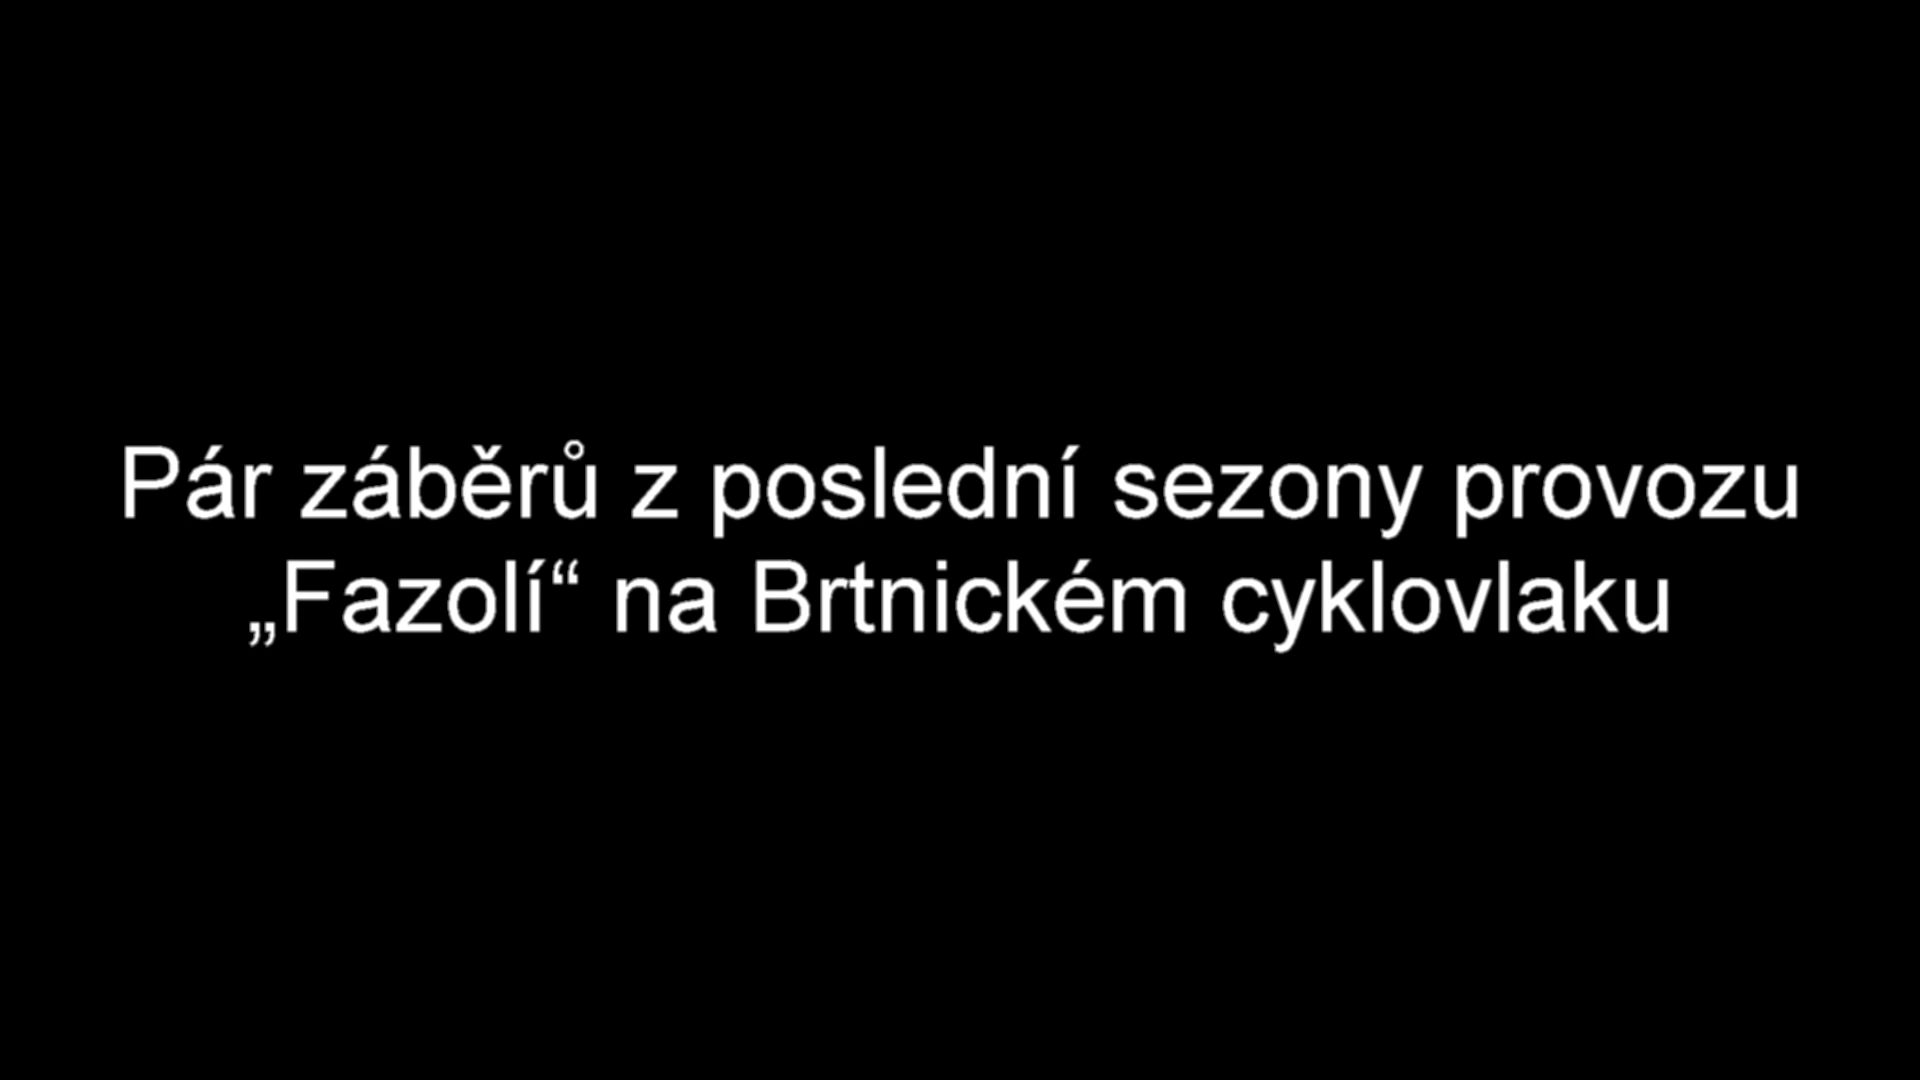 Pár záběrů z poslední sezony provozu
„Fazolí“ na Brtnickém cyklovlaku